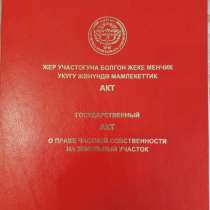 ЖЕР УЧАСТОГУНА БОЛГОН ЖЕКЕ МЕНЧИК
УКУГУ ЖӨНҮНДӨ МАМЛЕКЕТТИК
АКТ
ГОСУДАРСТВЕННЫЙ
АКТ
О ПРАВЕ ЧАСТНОЙ СОБСТВЕННОСТИ
НА ЗЕМЕЛЬНЫЙ УЧАСТОК